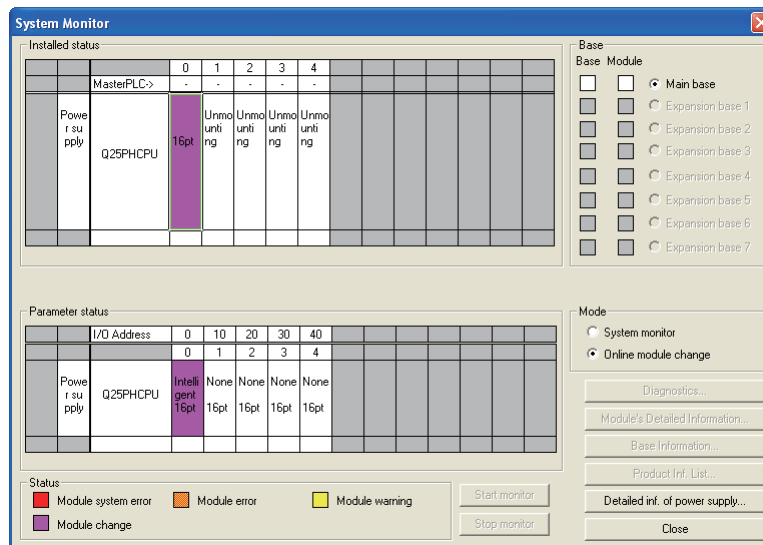 System Monitor
Installed status
0 1 2 3 4
MasterPLC-> - - - - -
Powe
r su
pply
Q25PHCPU
16pt
Unmo
unti
ng
Unmo
unti
ng
Unmo
unti
ng
Unmo
unti
ng
Base
Base Module
Main base
Expansion base 1
Expansion base 2
Expansion base 3
Expansion base 4
Expansion base 5
Expansion base 6
Expansion base 7
Parameter status
I/O Address 0 10 20 30 40
0 1 2 3 4
Powe
r su
pply
Q25PHCPU
Intelli
gent
16pt
None
16pt
None
16pt
None
16pt
None
16pt
Mode
System monitor
Online module change
Diagnostics...
Module's Detailed Information...
Base Information...
Product Inf. List...
Detailed inf. of power supply...
Close
Status
Module system error
Module error
Module warning
Module change
Start monitor
Stop monitor